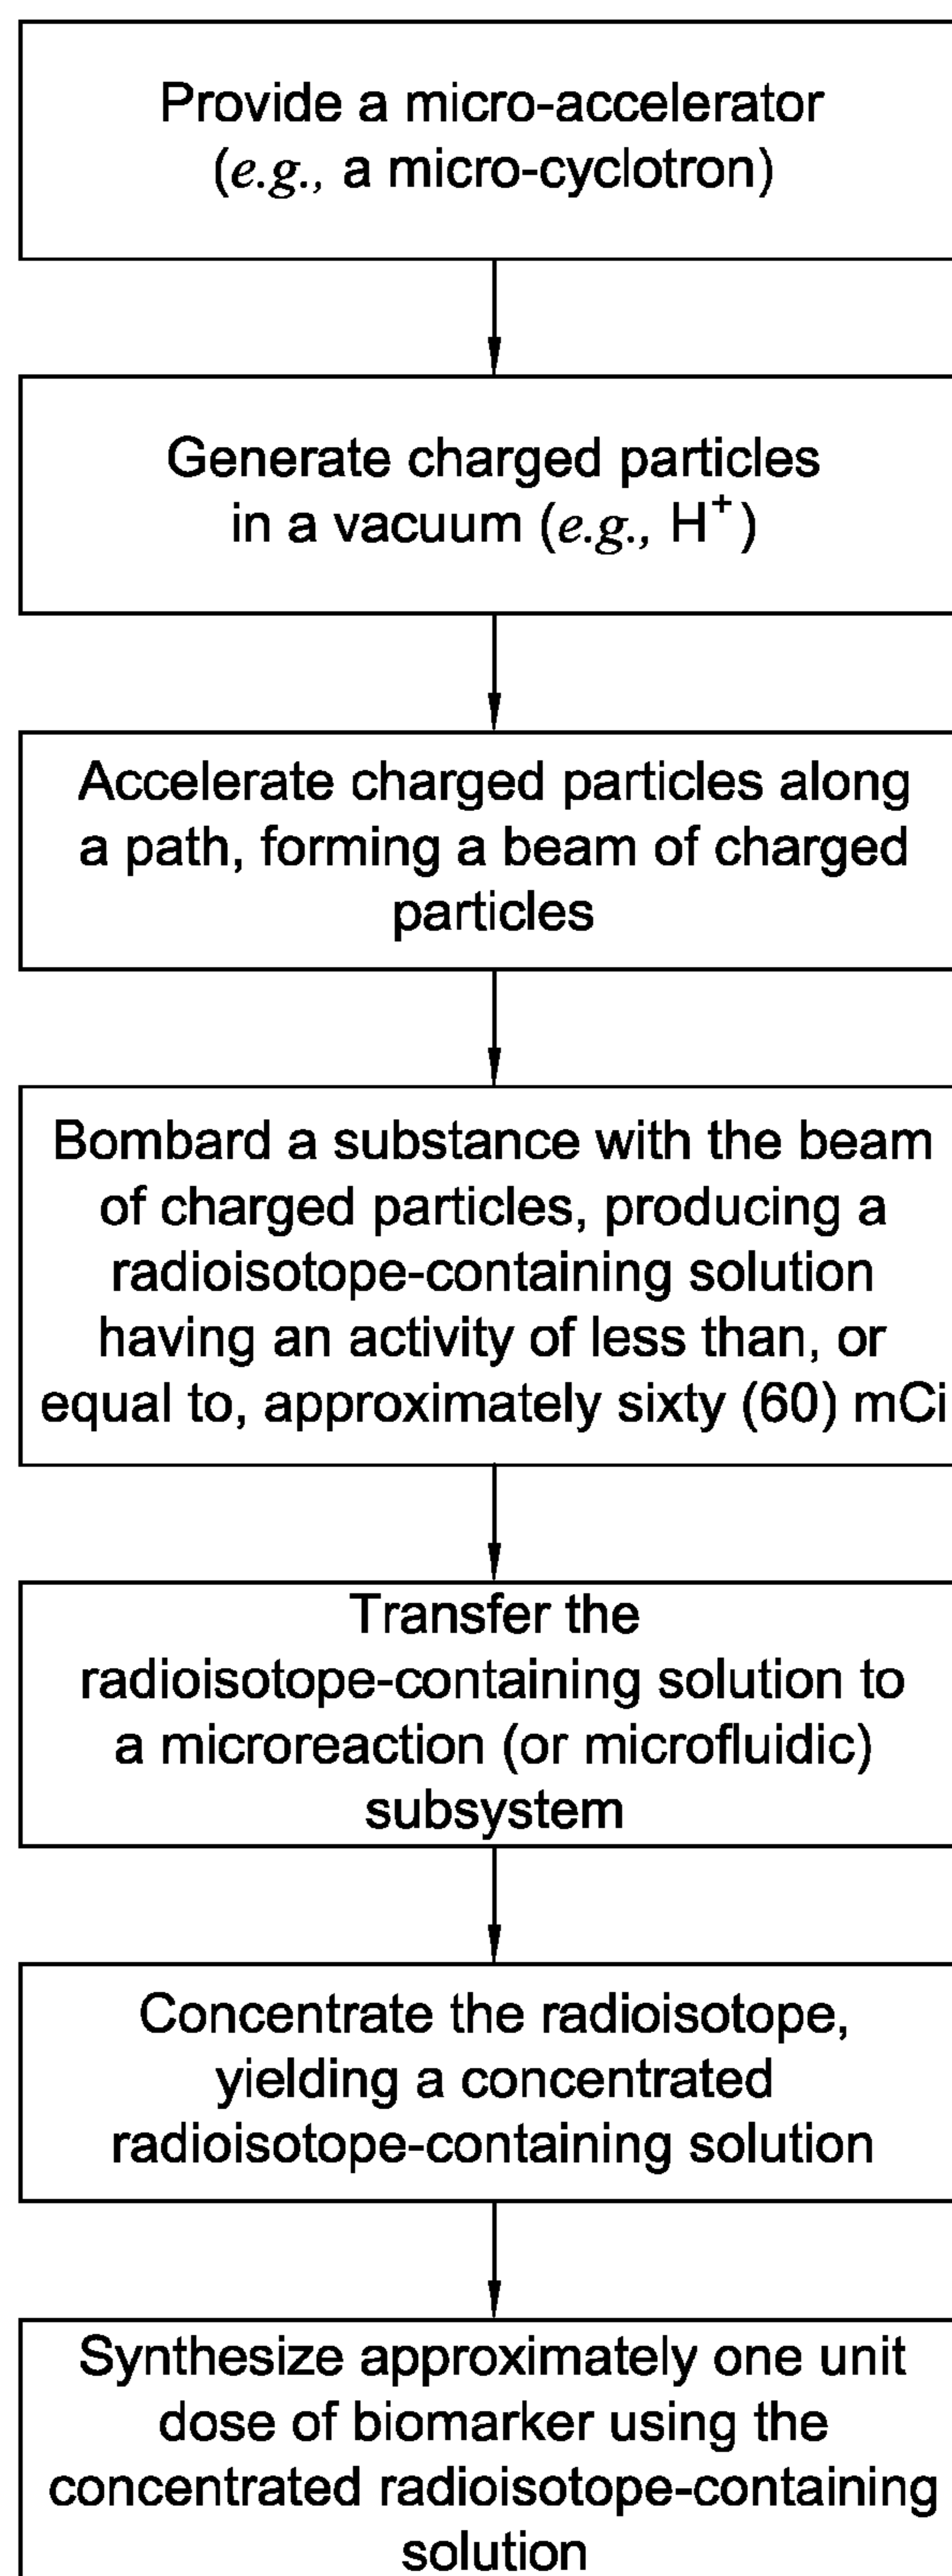 Provide a micro-accelerator
(e.g., a micro-cyclotron)
Generate charged particles
in a vacuum (e.g., H⁺)
Accelerate charged particles along
a path, forming a beam of charged
particles
Bombard a substance with the beam
of charged particles, producing a
radioisotope-containing solution
having an activity of less than, or
equal to, approximately sixty (60) mCi
Transfer the
radioisotope-containing solution to
a microreaction (or microfluidic)
subsystem
Concentrate the radioisotope,
yielding a concentrated
radioisotope-containing solution
Synthesize approximately one unit
dose of biomarker using the
concentrated radioisotope-containing
solution